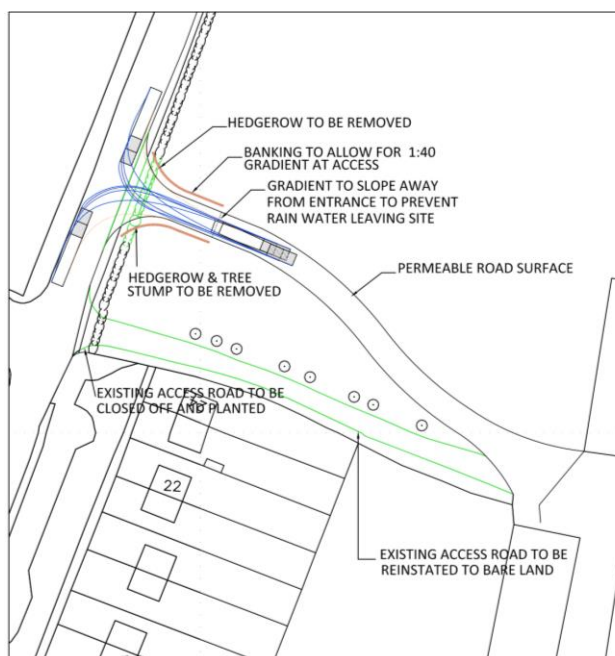 HEDGEROW TO BE REMOVED
BANKING TO ALLOW FOR 1:40
GRADIENT AT ACCESS
GRADIENT TO SLOPE AWAY
FROM ENTRANCE TO PREVENT
RAIN WATER LEAVING SITE
PERMEABLE ROAD SURFACE
HEDGEROW & TREE
STUMP TO BE REMOVED
EXISTING ACCESS ROAD TO BE
CLOSED OFF AND PLANTED
22
EXISTING ACCESS ROAD TO BE
REINSTATED TO BARE LAND